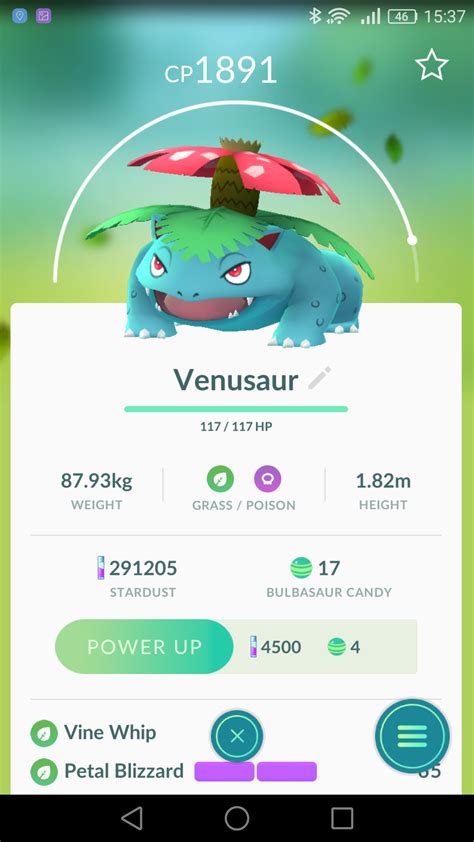 46 15:37
CP1891
Venusaur
117 / 117 HP
87.93kg
WEIGHT
GRASS / POISON
1.82m
HEIGHT
291205
STARDUST
17
BULBASAUR CANDY
POWER UP
4500
4
Vine Whip
Petal Blizzard